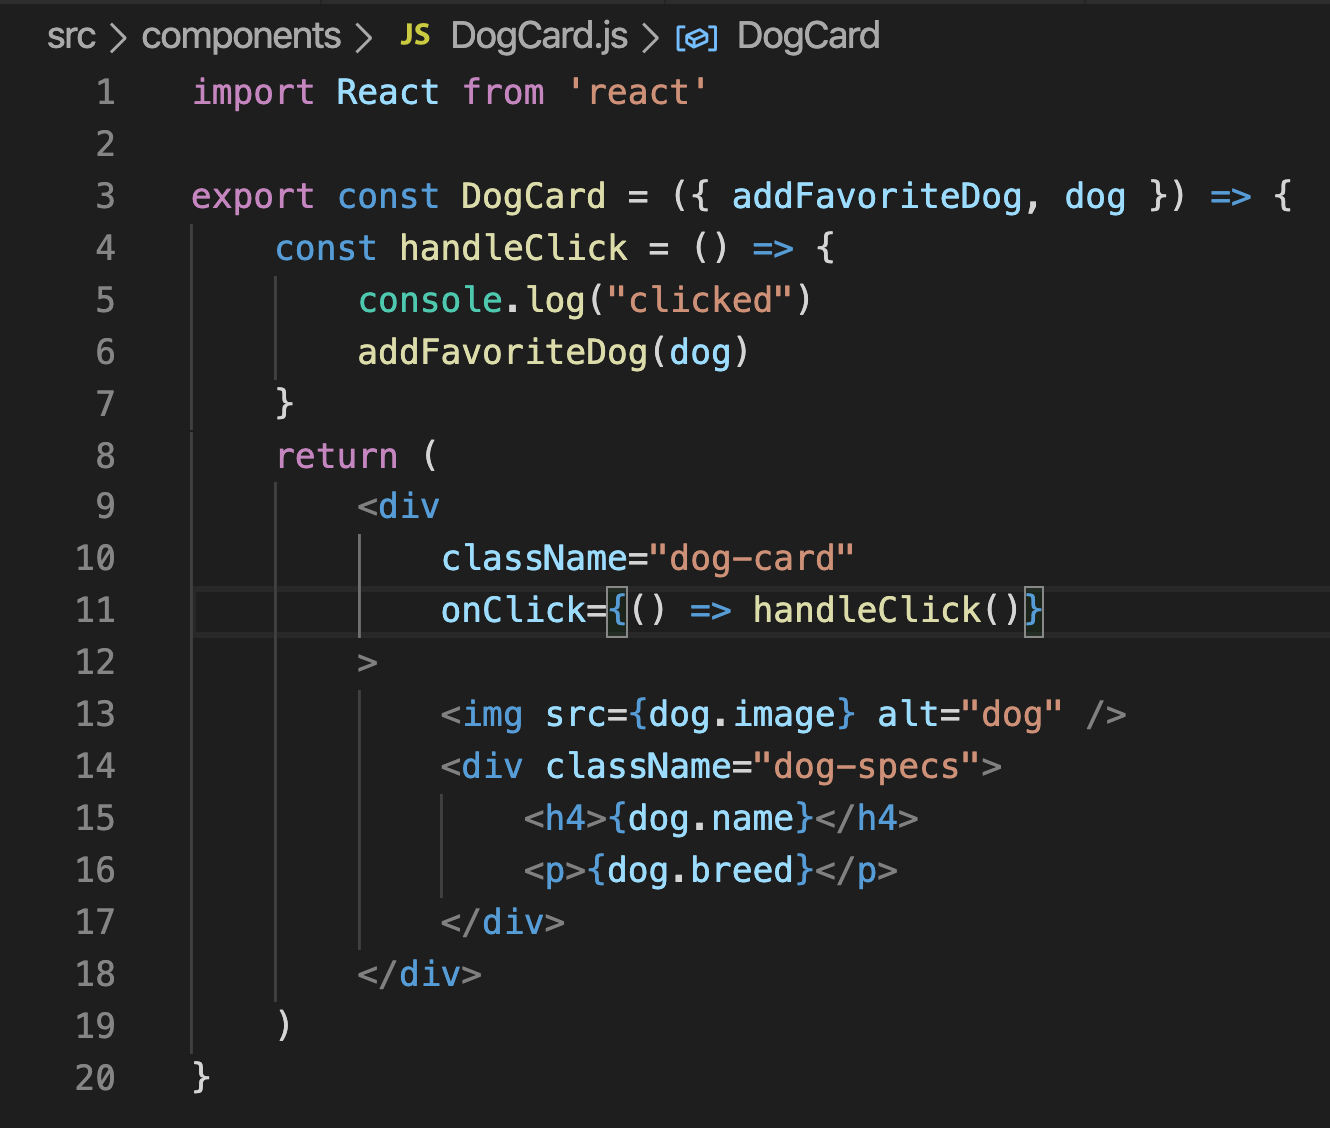 src > components > JS DogCard.js > DogCard
1 import React from 'react'
2
3 export const DogCard = ({ addFavoriteDog, dog }) => {
4     const handleClick = () => {
5         console.log("clicked")
6         addFavoriteDog(dog)
7     }
8     return (
9         <div
10             className="dog-card"
11             onClick={() => handleClick()}
12         >
13             <img src={dog.image} alt="dog" />
14             <div className="dog-specs">
15                 <h4>{dog.name}</h4>
16                 <p>{dog.breed}</p>
17             </div>
18         </div>
19     )
20 }